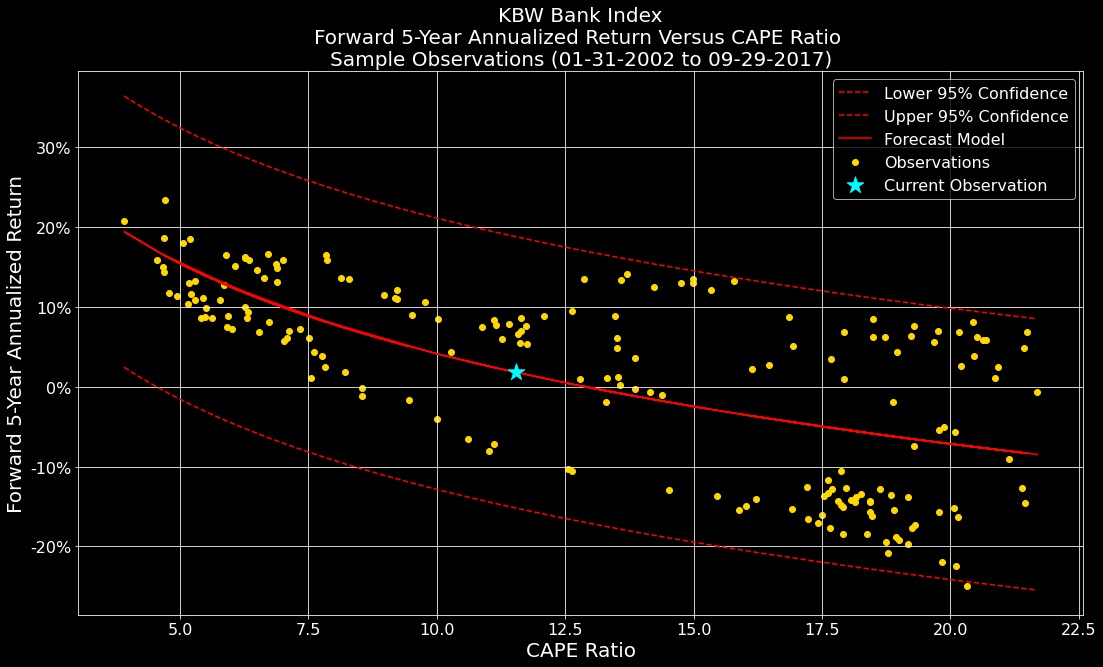 KBW Bank Index
Forward 5-Year Annualized Return Versus CAPE Ratio
Sample Observations (01-31-2002 to 09-29-2017)
Lower 95% Confidence
Upper 95% Confidence
Forecast Model
Observations
Current Observation
Forward 5-Year Annualized Return
30%
20%
10%
0%
-10%
-20%
5.0
7.5
10.0
12.5
15.0
17.5
20.0
22.5
CAPE Ratio